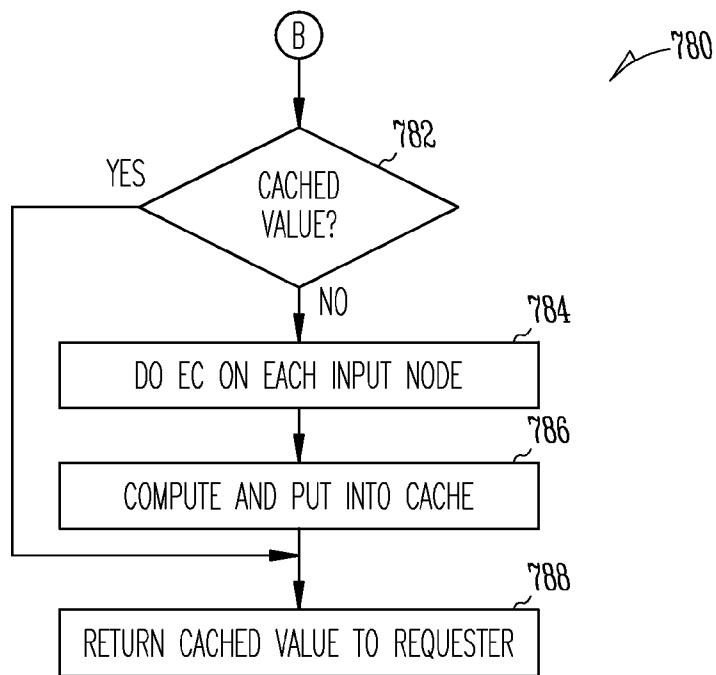 B
780
782
YES
CACHED
VALUE?
NO
784
DO EC ON EACH INPUT NODE
786
COMPUTE AND PUT INTO CACHE
788
RETURN CACHED VALUE TO REQUESTER